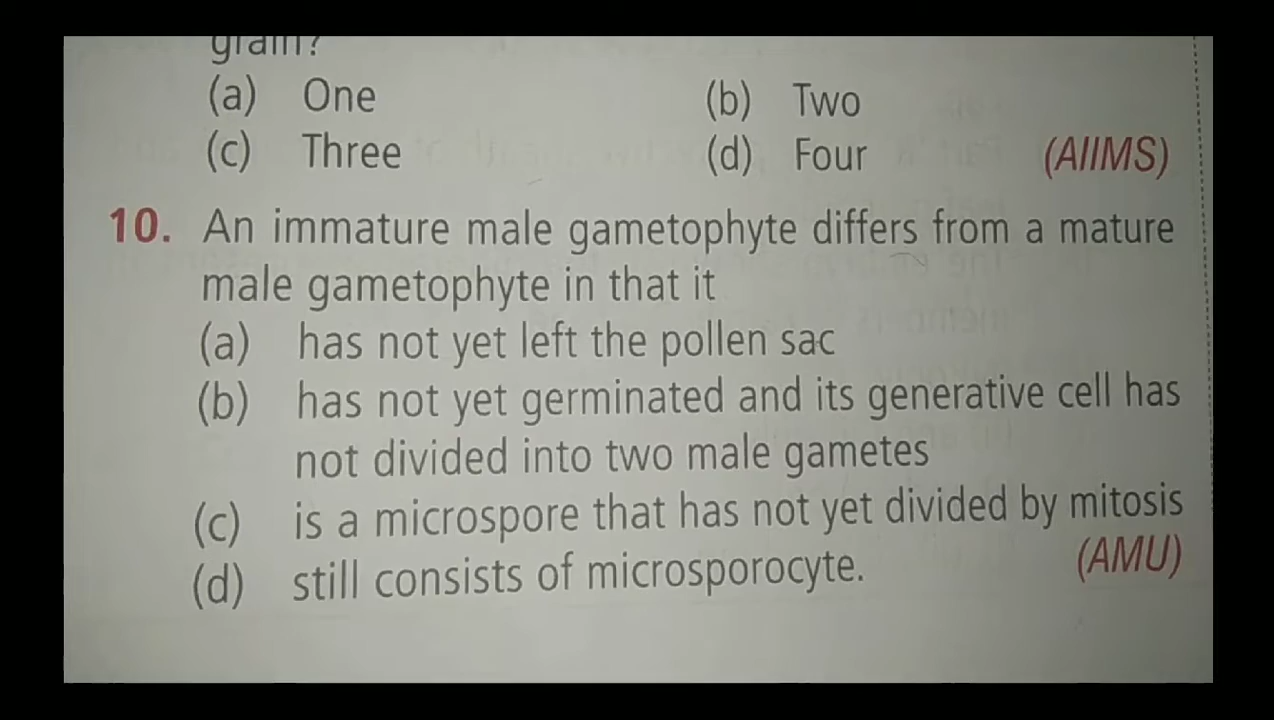 grain?
(a) One (b) Two
(c) Three (d) Four (AIIMS)
10. An immature male gametophyte differs from a mature
male gametophyte in that it
(a) has not yet left the pollen sac
(b) has not yet germinated and its generative cell has
not divided into two male gametes
(c) is a microspore that has not yet divided by mitosis
(d) still consists of microsporocyte. (AMU)